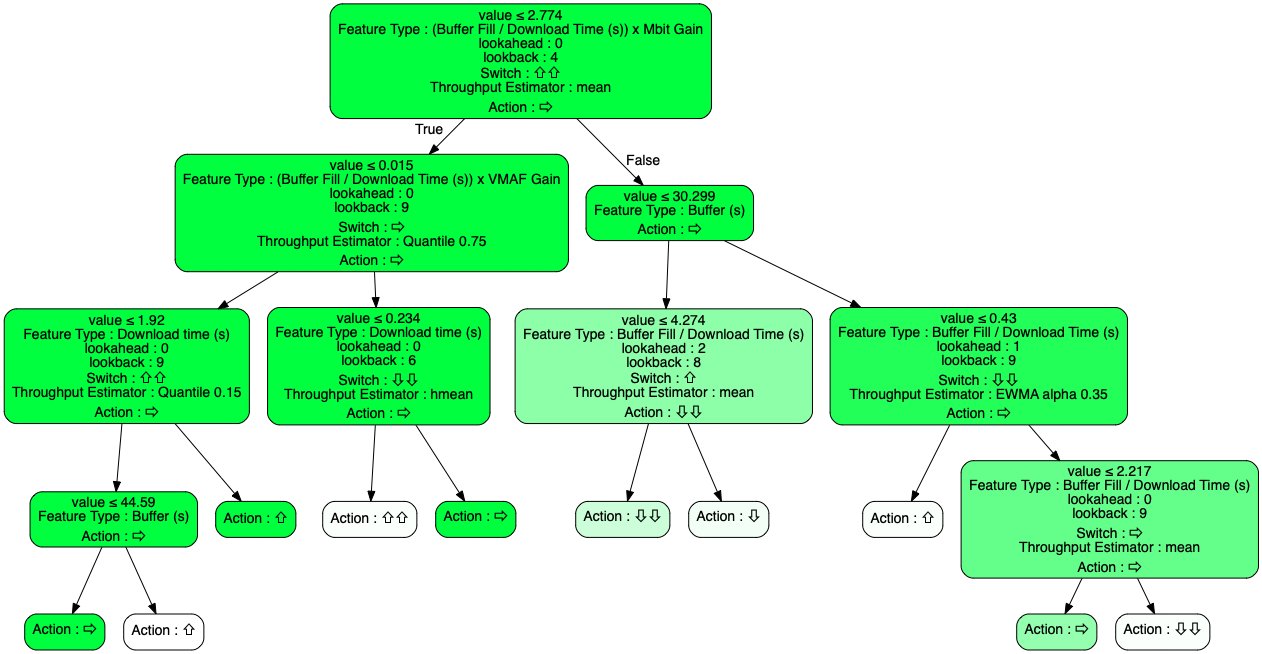 value ≤ 2.774
Feature Type : (Buffer Fill / Download Time (s)) x Mbit Gain
lookahead : 0
lookback : 4
Switch : ⇧⇧
Throughput Estimator : mean
Action : ⇨
True
False
value ≤ 0.015
Feature Type : (Buffer Fill / Download Time (s)) x VMAF Gain
lookahead : 0
lookback : 9
Switch : ⇨
Throughput Estimator : Quantile 0.75
Action : ⇨
value ≤ 30.299
Feature Type : Buffer (s)
Action : ⇨
value ≤ 1.92
Feature Type : Download time (s)
lookahead : 0
lookback : 9
Switch : ⇧⇧
Throughput Estimator : Quantile 0.15
Action : ⇨
value ≤ 0.234
Feature Type : Download time (s)
lookahead : 0
lookback : 6
Switch : ⇩⇩
Throughput Estimator : hmean
Action : ⇨
value ≤ 4.274
Feature Type : Buffer Fill / Download Time (s)
lookahead : 2
lookback : 8
Switch : ⇧
Throughput Estimator : mean
Action : ⇩⇩
value ≤ 0.43
Feature Type : Buffer Fill / Download Time (s)
lookahead : 1
lookback : 9
Switch : ⇩⇩
Throughput Estimator : EWMA alpha 0.35
Action : ⇨
value ≤ 44.59
Feature Type : Buffer (s)
Action : ⇨
Action : ⇧
Action : ⇧⇧
Action : ⇨
Action : ⇩⇩
Action : ⇩
Action : ⇧
value ≤ 2.217
Feature Type : Buffer Fill / Download Time (s)
lookahead : 0
lookback : 9
Switch : ⇨
Throughput Estimator : mean
Action : ⇨
Action : ⇨
Action : ⇧
Action : ⇨
Action : ⇩⇩